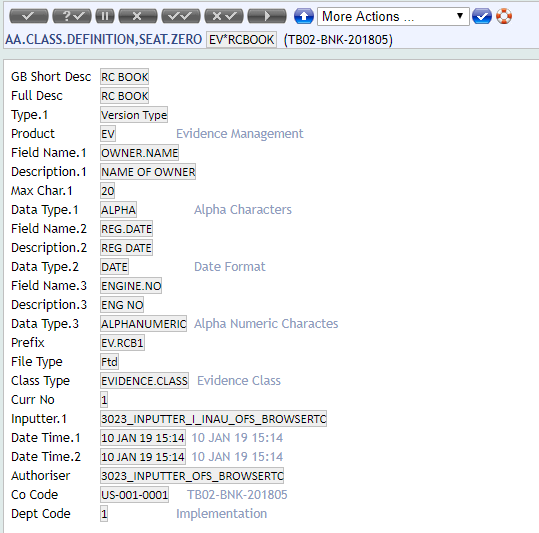 More Actions ...
AA.CLASS.DEFINITION,SEAT.ZERO EV*RCBOOK (TB02-BNK-201805)
GB Short Desc RC BOOK
Full Desc RC BOOK
Type.1 Version Type
Product EV Evidence Management
Field Name.1 OWNER.NAME
Description.1 NAME OF OWNER
Max Char.1 20
Data Type.1 ALPHA Alpha Characters
Field Name.2 REG.DATE
Description.2 REG DATE
Data Type.2 DATE Date Format
Field Name.3 ENGINE.NO
Description.3 ENG NO
Data Type.3 ALPHANUMERIC Alpha Numeric Charactes
Prefix EV.RCB1
File Type Ftd
Class Type EVIDENCE.CLASS Evidence Class
Curr No 1
Inputter.1 3023_INPUTTER_I_INAU_OFS_BROWSERTC
Date Time.1 10 JAN 19 15:14 10 JAN 19 15:14
Date Time.2 10 JAN 19 15:14 10 JAN 19 15:14
Authoriser 3023_INPUTTER_OFS_BROWSERTC
Co Code US-001-0001 TB02-BNK-201805
Dept Code 1 Implementation